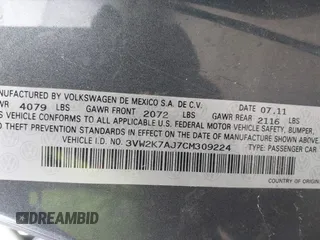 NUFACTURED BY VOLKSWAGEN DE MEXICO S.A. DE C.V.
WR 4079 LBS GAWR FRONT 2072 LBS DATE 07.11
GAWR REAR 2116 LBS
S VEHICLE CONFORMS TO ALL APPLICABLE U.S. FEDERAL MOTOR VEHICLE SAFETY, BUMPER,
THEFT PREVENTION STANDARDS IN EFFECT ON THE DATE OF MANUFACTURE SHOWN ABOVE
VEHICLE I.D. NO. 3VW2K7AJ7CM309224 TYPE: PASSENGER CAR
COUNTRY OF ORIGIN
DREAMBID